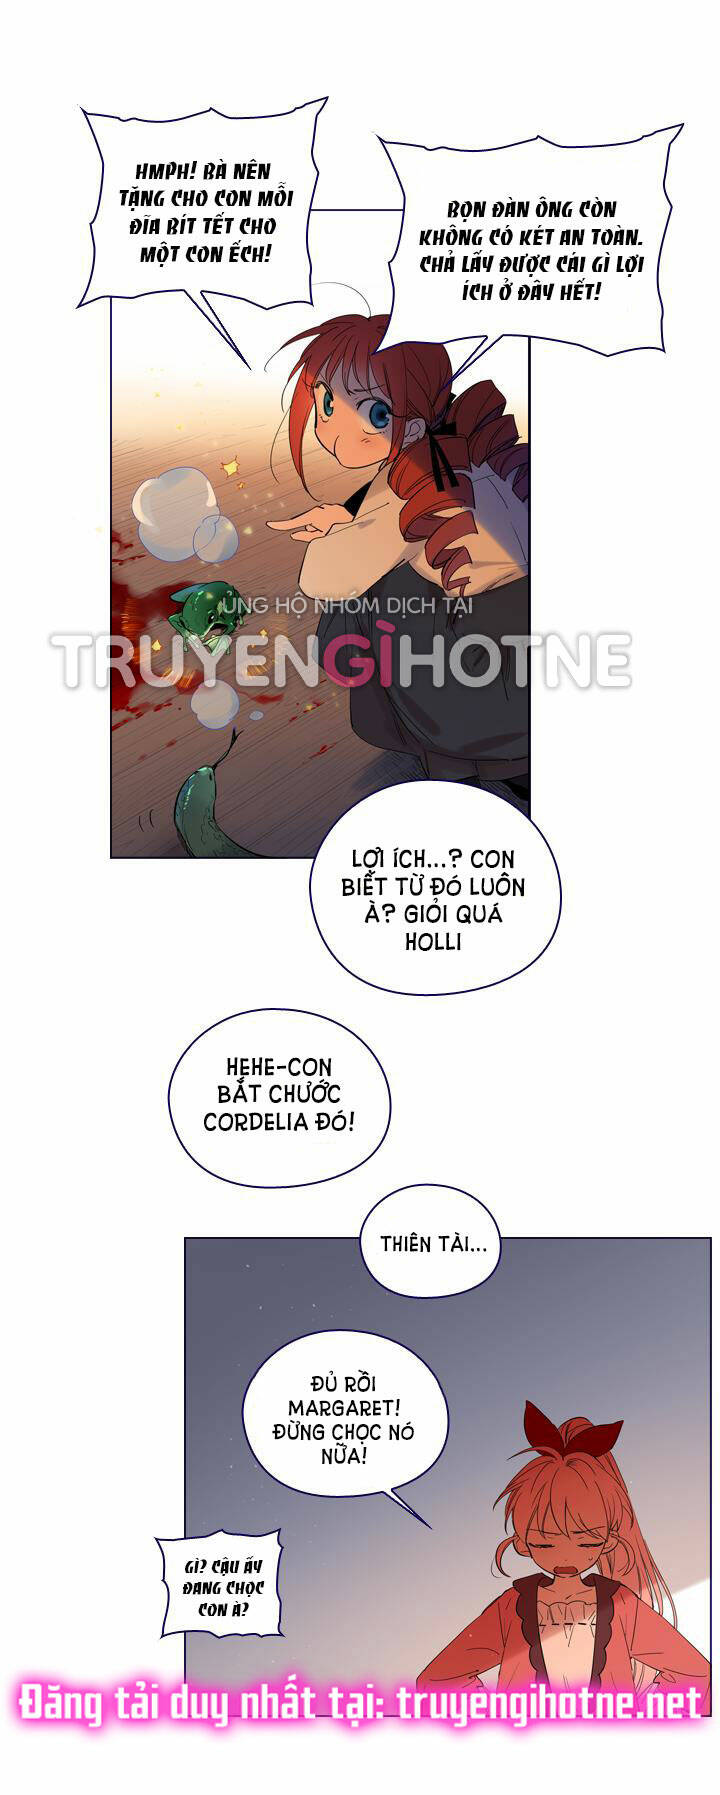 HMPH! BÀ NÊN
TẶNG CHO CON MỖI
ĐĨA BÍT TẾT CHO
MỘT CON ẾCH!
BỌN ĐÀN ÔNG CÒN
KHÔNG CÓ KÉT AN TOÀN.
CHẢ LẤY ĐƯỢC CÁI GÌ LỢI
ÍCH Ở ĐÂY HẾT!
ỦNG HỘ NHÓM DỊCH TẠI
TRUYENGIHOTNE
LỢI ÍCH...? CON
BIẾT TỪ ĐÓ LUÔN
À? GIỎI QUÁ
HOLLI
HEHE-CON
BẮT CHƯỚC
CORDELIA ĐÓ!
THIÊN TÀI...
ĐỦ RỒI
MARGARET!
ĐỪNG CHỌC NÓ
NỮA!
GÌ? CẬU ẤY
ĐANG CHỌC
CON À?
Đăng tải duy nhất tại: truyengihotne.net